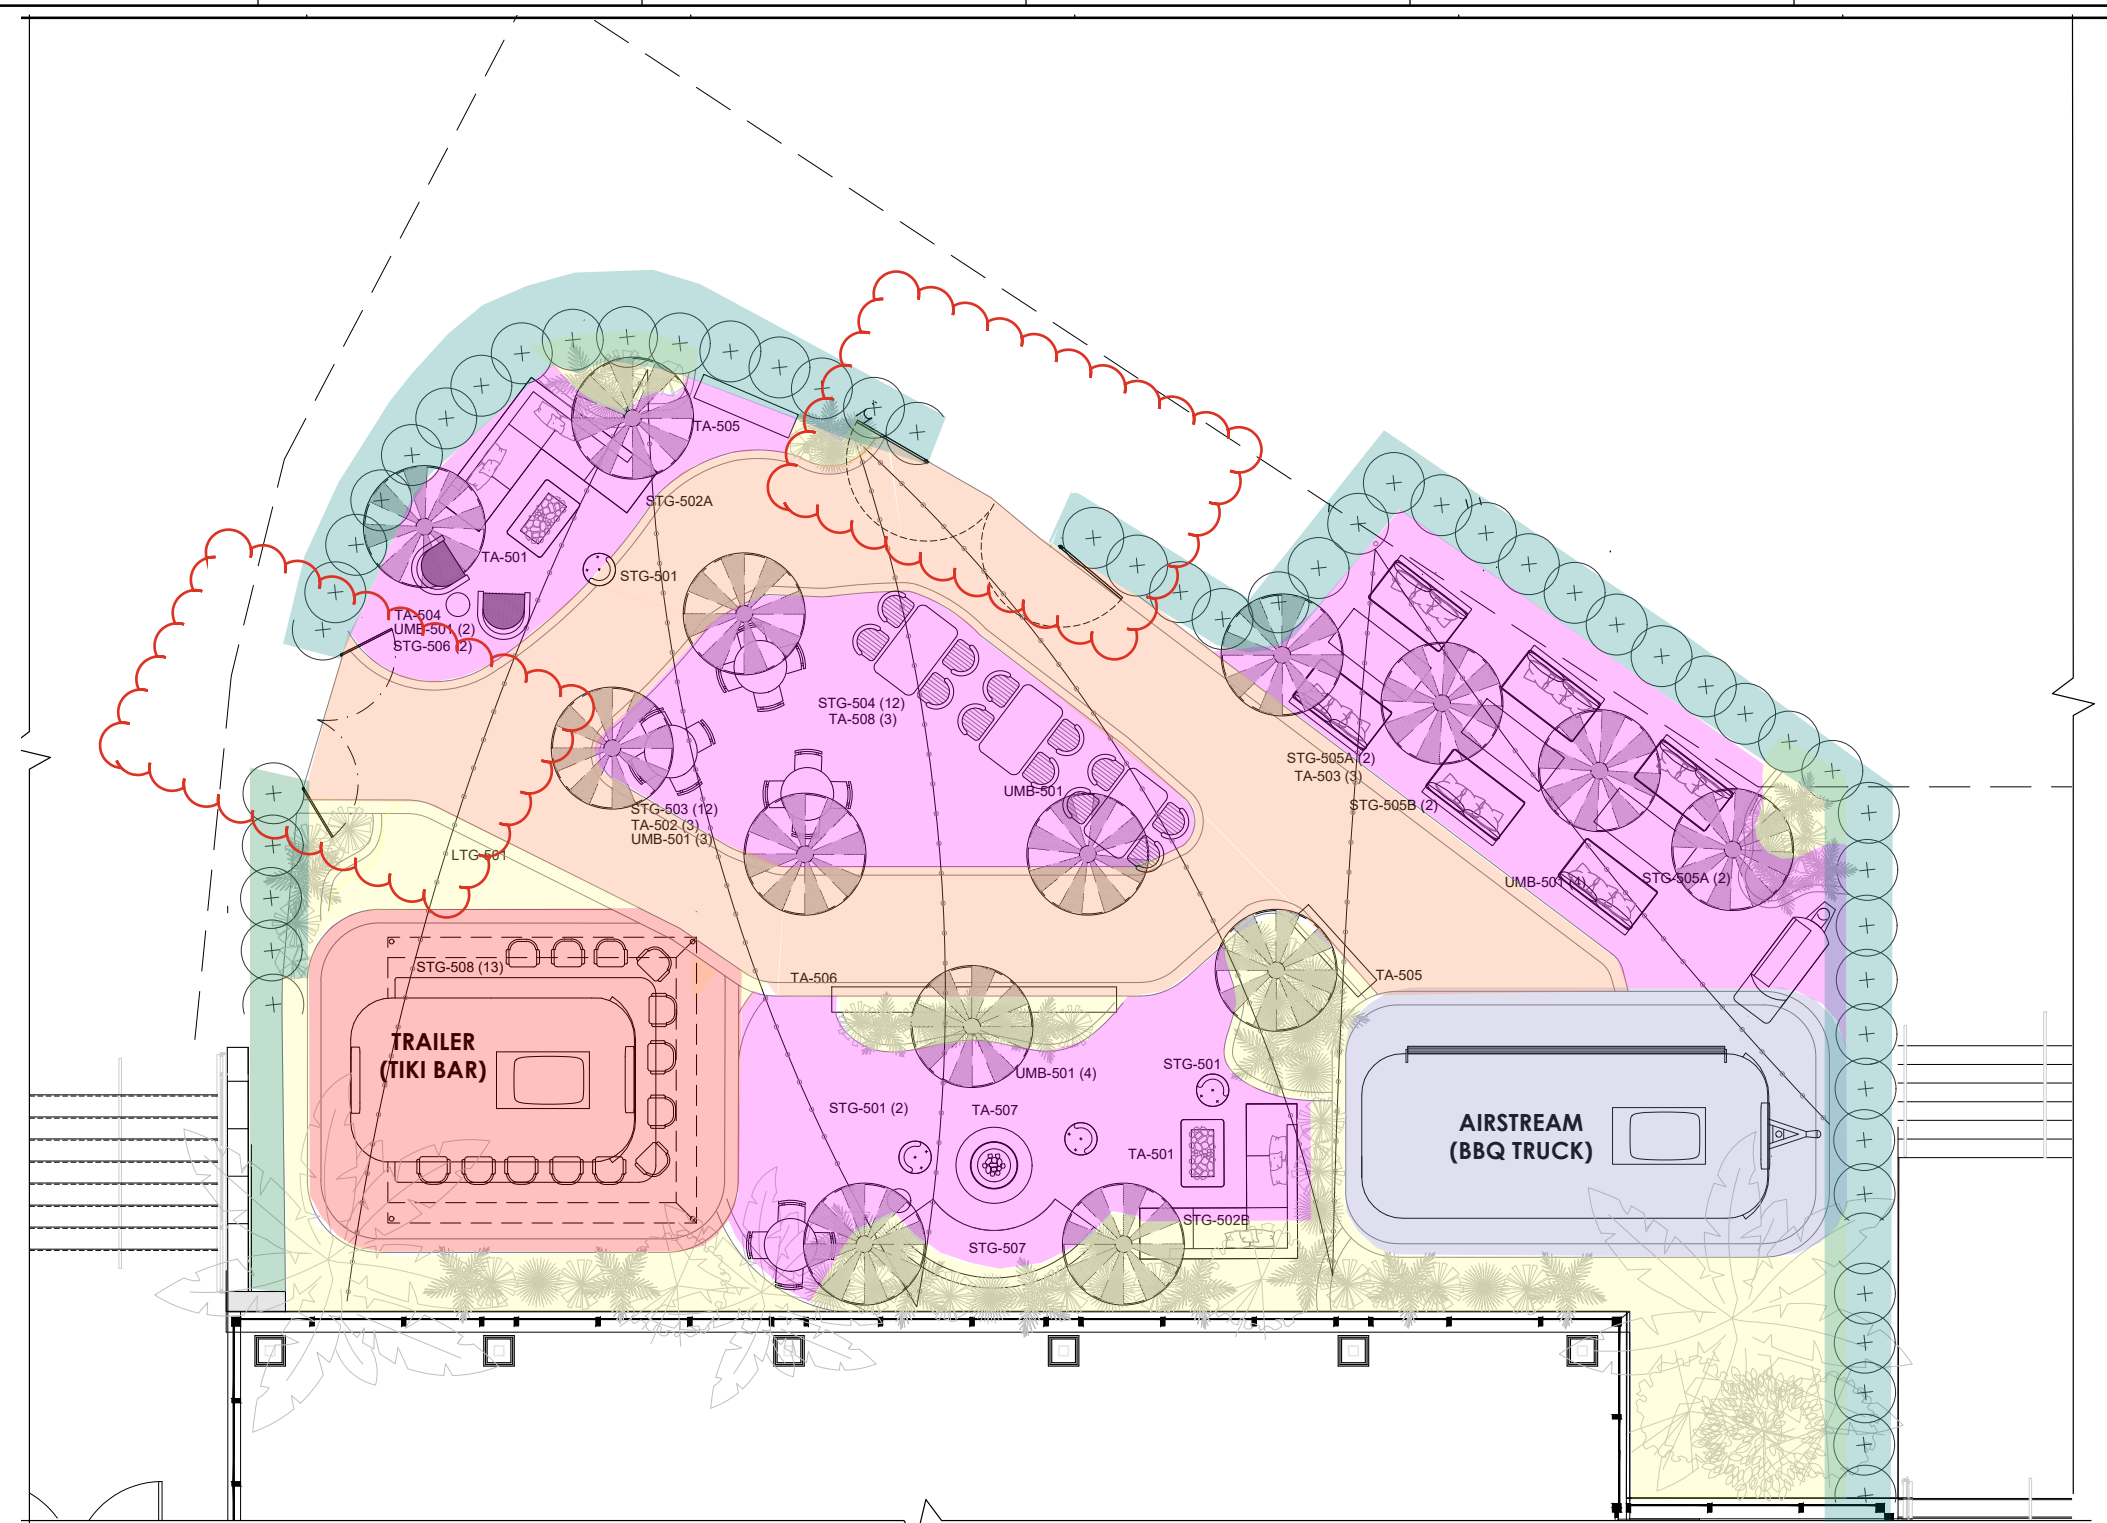 TA-505
STG-502A
TA-501
STG-501
TA-504
UMB-501 (2)
STG-506 (2)
STG-504 (12)
TA-508 (3)
UMB-501
STG-503 (12)
TA-502 (3)
UMB-501 (3)
LTG-501
STG-505A (2)
TA-503 (3)
STG-505B (2)
UMB-501 (4)
STG-505A (2)
STG-508 (13)
TA-506
TA-505
TRAILER
(TIKI BAR)
UMB-501 (4)
STG-501
STG-501 (2)
TA-507
TA-501
AIRSTREAM
(BBQ TRUCK)
STG-502B
STG-507